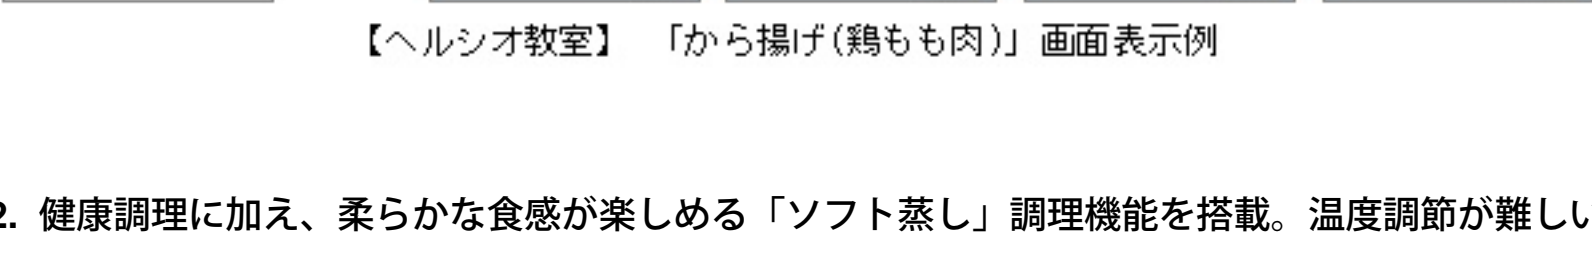 【ヘルシオ教室】　「から揚げ(鶏もも肉)」画面表示例
2. 健康調理に加え、柔らかな食感が楽しめる「ソフト蒸し」調理機能を搭載。温度調節が難しい